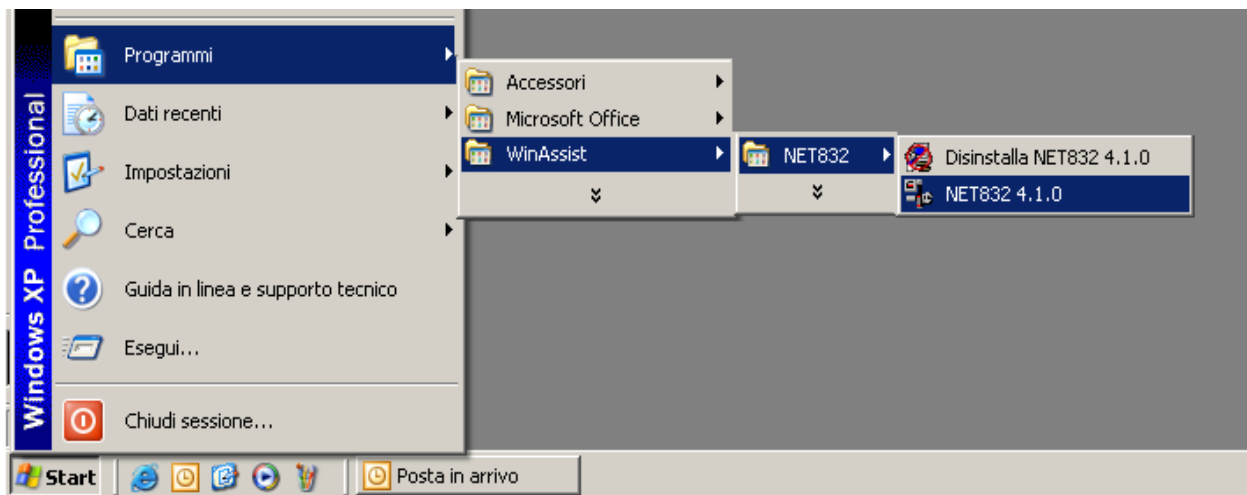 Windows XP Professional
Programmi
Dati recenti
Impostazioni
Cerca
Guida in linea e supporto tecnico
Esegui...
Chiudi sessione...
Accessori
Microsoft Office
WinAssist
NET832
Disinstalla NET832 4.1.0
NET832 4.1.0
Start
Posta in arrivo